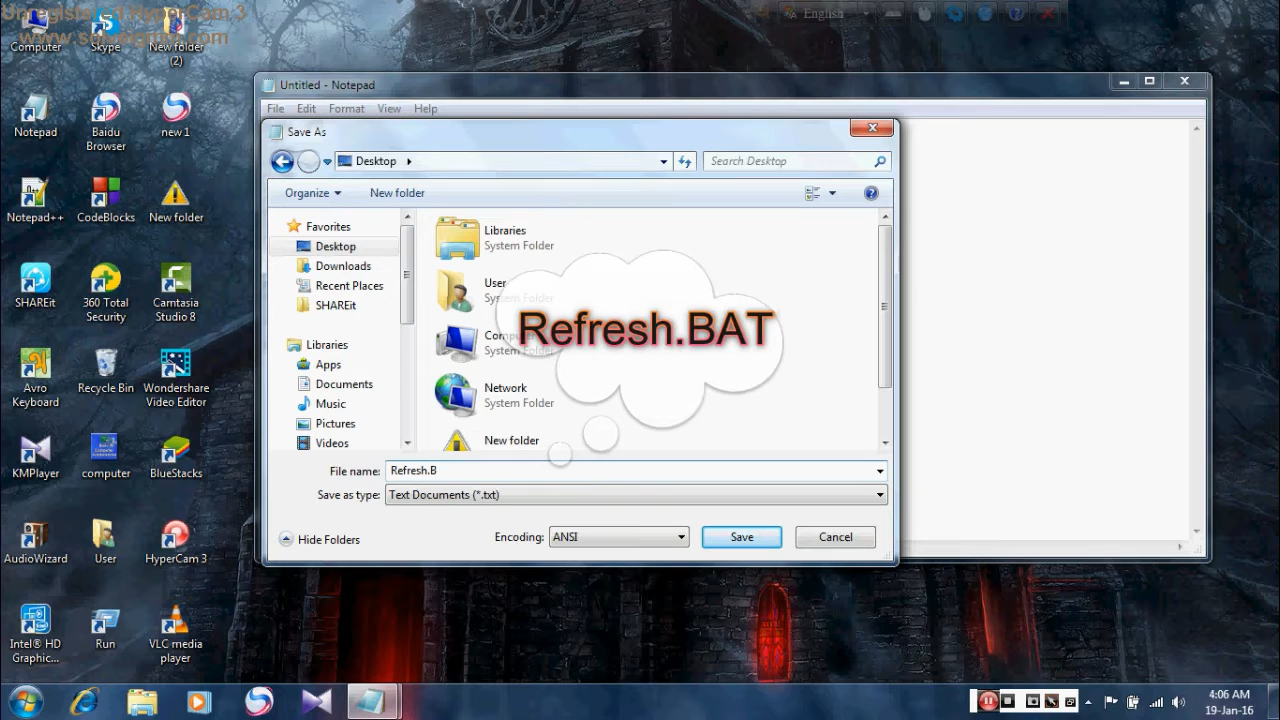 Unregistered HyperCam 3
Computer
Skype
New folder
(2)
English
Untitled - Notepad
File Edit Format View Help
Save As
Desktop
Search Desktop
Organize
New folder
Favorites
Desktop
Downloads
Recent Places
SHAREit
Libraries
Apps
Documents
Music
Pictures
Videos
Libraries
System Folder
User
System Folder
Refresh.BAT
Network
System Folder
New folder
File name: Refresh.B
Save as type: Text Documents (*.txt)
Hide Folders
Encoding: ANSI
Save
Cancel
Notepad
Baidu
Browser
new 1
Notepad++
CodeBlocks
New folder
SHAREit
360 Total
Security
Camtasia
Studio 8
Avro
Keyboard
Recycle Bin
Wondershare
Video Editor
KMPlayer
computer
BlueStacks
AudioWizard
User
HyperCam 3
Intel® HD
Graphic...
Run
VLC media
player
4:06 AM
19-Jan-16